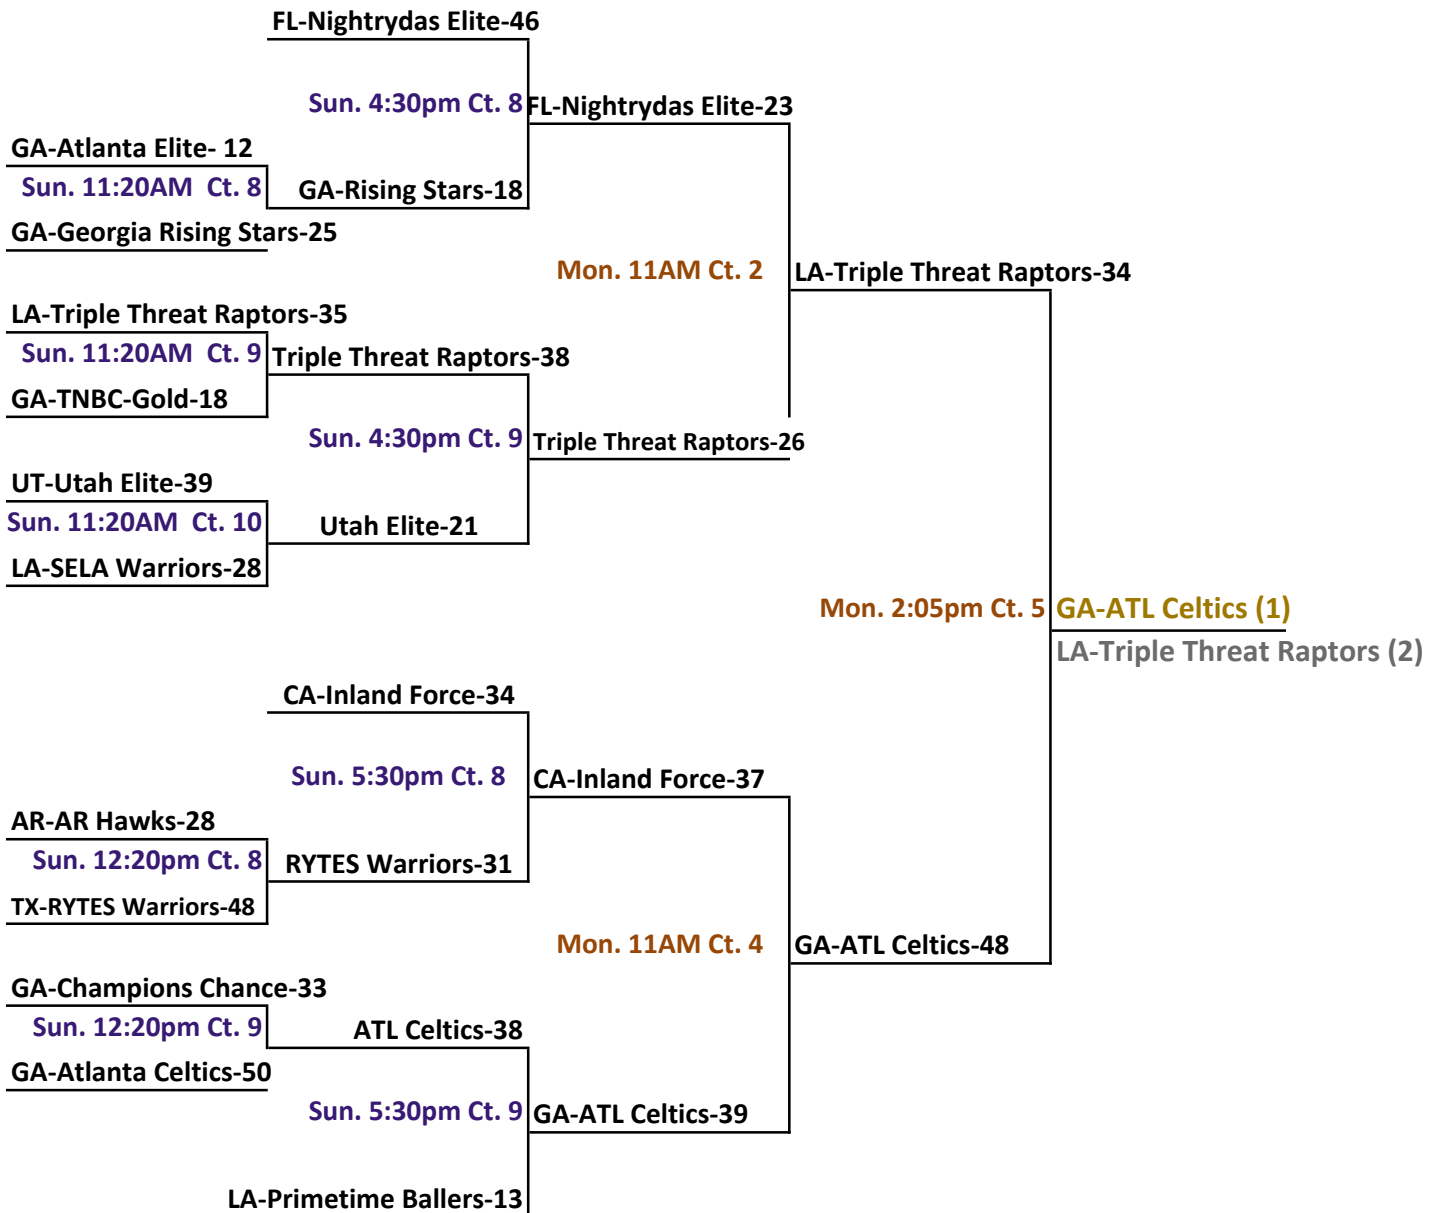 FL-Nightrydas Elite-46
Sun. 4:30pm Ct. 8
FL-Nightrydas Elite-23
GA-Atlanta Elite- 12
Sun. 11:20AM  Ct. 8
GA-Rising Stars-18
GA-Georgia Rising Stars-25
Mon. 11AM Ct. 2
LA-Triple Threat Raptors-34
LA-Triple Threat Raptors-35
Sun. 11:20AM  Ct. 9
Triple Threat Raptors-38
GA-TNBC-Gold-18
Sun. 4:30pm Ct. 9
Triple Threat Raptors-26
UT-Utah Elite-39
Sun. 11:20AM  Ct. 10
Utah Elite-21
LA-SELA Warriors-28
Mon. 2:05pm Ct. 5
GA-ATL Celtics (1)
LA-Triple Threat Raptors (2)
CA-Inland Force-34
Sun. 5:30pm Ct. 8
CA-Inland Force-37
AR-AR Hawks-28
Sun. 12:20pm Ct. 8
RYTES Warriors-31
TX-RYTES Warriors-48
Mon. 11AM Ct. 4
GA-ATL Celtics-48
GA-Champions Chance-33
Sun. 12:20pm Ct. 9
ATL Celtics-38
GA-Atlanta Celtics-50
Sun. 5:30pm Ct. 9
GA-ATL Celtics-39
LA-Primetime Ballers-13